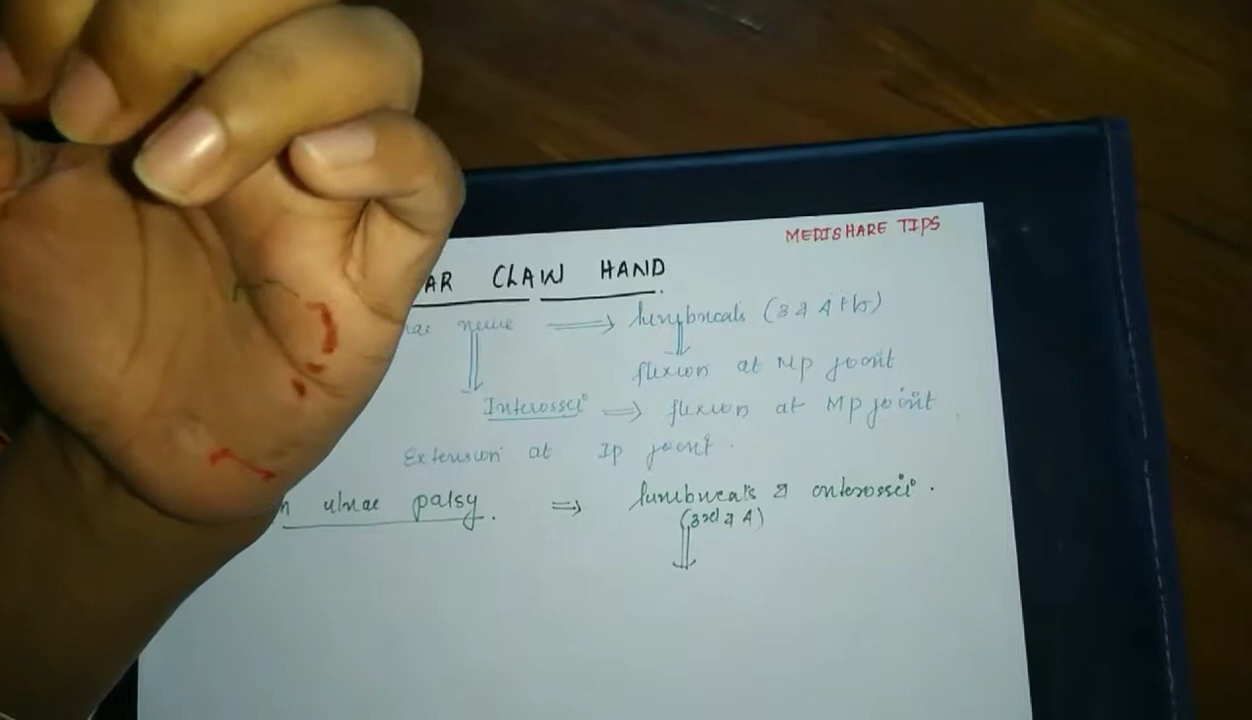 MEDISHARE TIPS
AR CLAW HAND.
nerve ⟹ lumbricals (3 & 4th)
flexion at MP joint
Interossei ⟹ flexion at MP joint
Extension at Ip joint.
n ulnar palsy. ⟹ lumbricals & interossei.
(3rd & 4)